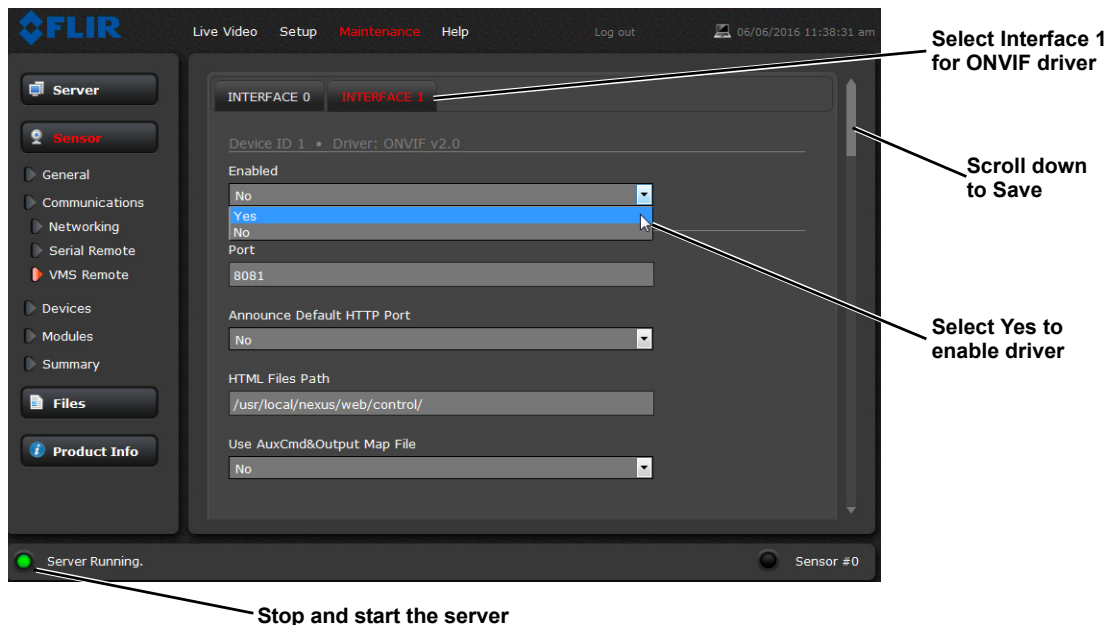 FLIR
Live Video Setup Maintenance Help Log out 06/06/2016 11:38:31 am
Select Interface 1
for ONVIF driver
Server
INTERFACE 0 INTERFACE 1
Sensor
Device ID 1 • Driver: ONVIF v2.0
Scroll down
to Save
General
Enabled
No
Communications
Yes
Networking
No
Serial Remote
Port
VMS Remote
8081
Devices
Announce Default HTTP Port
Select Yes to
enable driver
Modules
No
Summary
HTML Files Path
Files
/usr/local/nexus/web/control/
Product Info
Use AuxCmd&Output Map File
No
Server Running.
Sensor #0
Stop and start the server